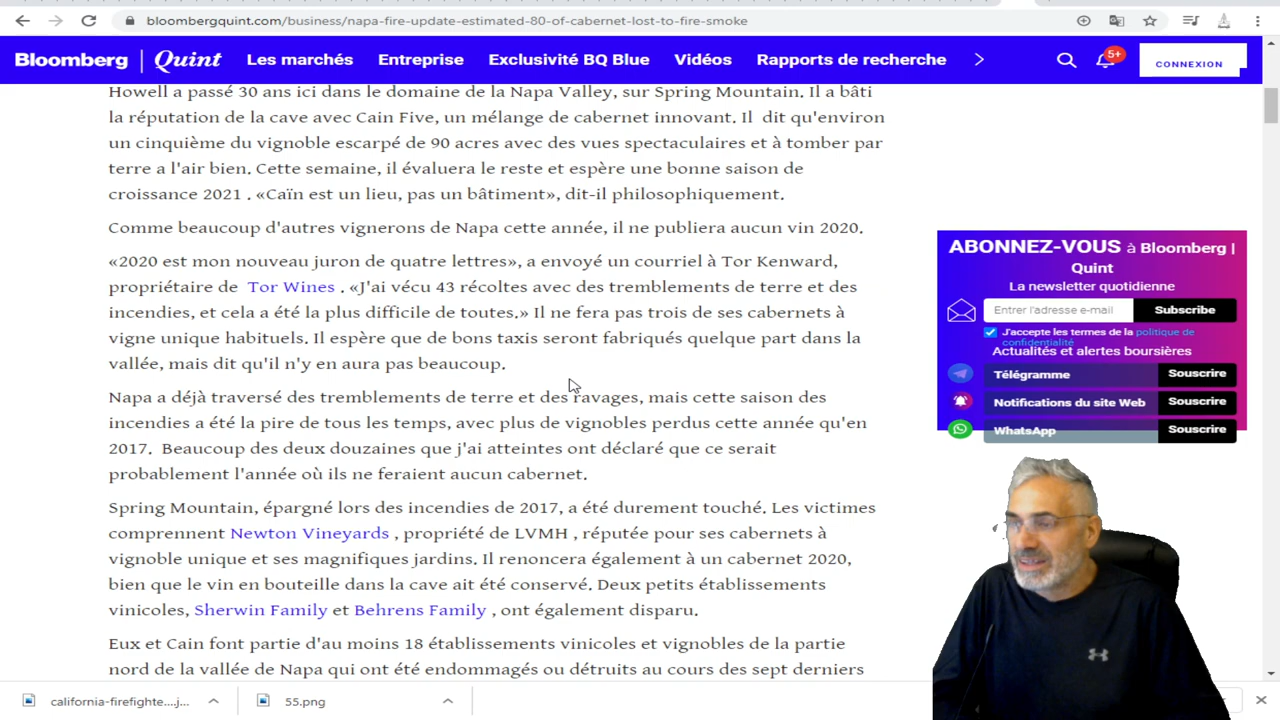 bloombergquint.com/business/napa-fire-update-estimated-80-of-cabernet-lost-to-fire-smoke
Bloomberg | Quint Les marchés Entreprise Exclusivité BQ Blue Vidéos Rapports de recherche 5+ CONNEXION
Howell a passé 30 ans ici dans le domaine de la Napa Valley, sur Spring Mountain. Il a bâti
la réputation de la cave avec Cain Five, un mélange de cabernet innovant. Il dit qu'environ
un cinquième du vignoble escarpé de 90 acres avec des vues spectaculaires et à tomber par
terre a l'air bien. Cette semaine, il évaluera le reste et espère une bonne saison de
croissance 2021 . «Caïn est un lieu, pas un bâtiment», dit-il philosophiquement.
Comme beaucoup d'autres vignerons de Napa cette année, il ne publiera aucun vin 2020.
«2020 est mon nouveau juron de quatre lettres», a envoyé un courriel à Tor Kenward,
propriétaire de Tor Wines . «J'ai vécu 43 récoltes avec des tremblements de terre et des
incendies, et cela a été la plus difficile de toutes.» Il ne fera pas trois de ses cabernets à
vigne unique habituels. Il espère que de bons taxis seront fabriqués quelque part dans la
vallée, mais dit qu'il n'y en aura pas beaucoup.
Napa a déjà traversé des tremblements de terre et des ravages, mais cette saison des
incendies a été la pire de tous les temps, avec plus de vignobles perdus cette année qu'en
2017. Beaucoup des deux douzaines que j'ai atteintes ont déclaré que ce serait
probablement l'année où ils ne feraient aucun cabernet.
Spring Mountain, épargné lors des incendies de 2017, a été durement touché. Les victimes
comprennent Newton Vineyards , propriété de LVMH , réputée pour ses cabernets à
vignoble unique et ses magnifiques jardins. Il renoncera également à un cabernet 2020,
bien que le vin en bouteille dans la cave ait été conservé. Deux petits établissements
vinicoles, Sherwin Family et Behrens Family , ont également disparu.
Eux et Cain font partie d'au moins 18 établissements vinicoles et vignobles de la partie
nord de la vallée de Napa qui ont été endommagés ou détruits au cours des sept derniers
ABONNEZ-VOUS à Bloomberg |
Quint
La newsletter quotidienne
Entrer l'adresse e-mail Subscribe
J'accepte les termes de la politique de
confidentialité
Actualités et alertes boursières
Télégramme Souscrire
Notifications du site Web Souscrire
WhatsApp Souscrire
california-firefighte....j...
55.png